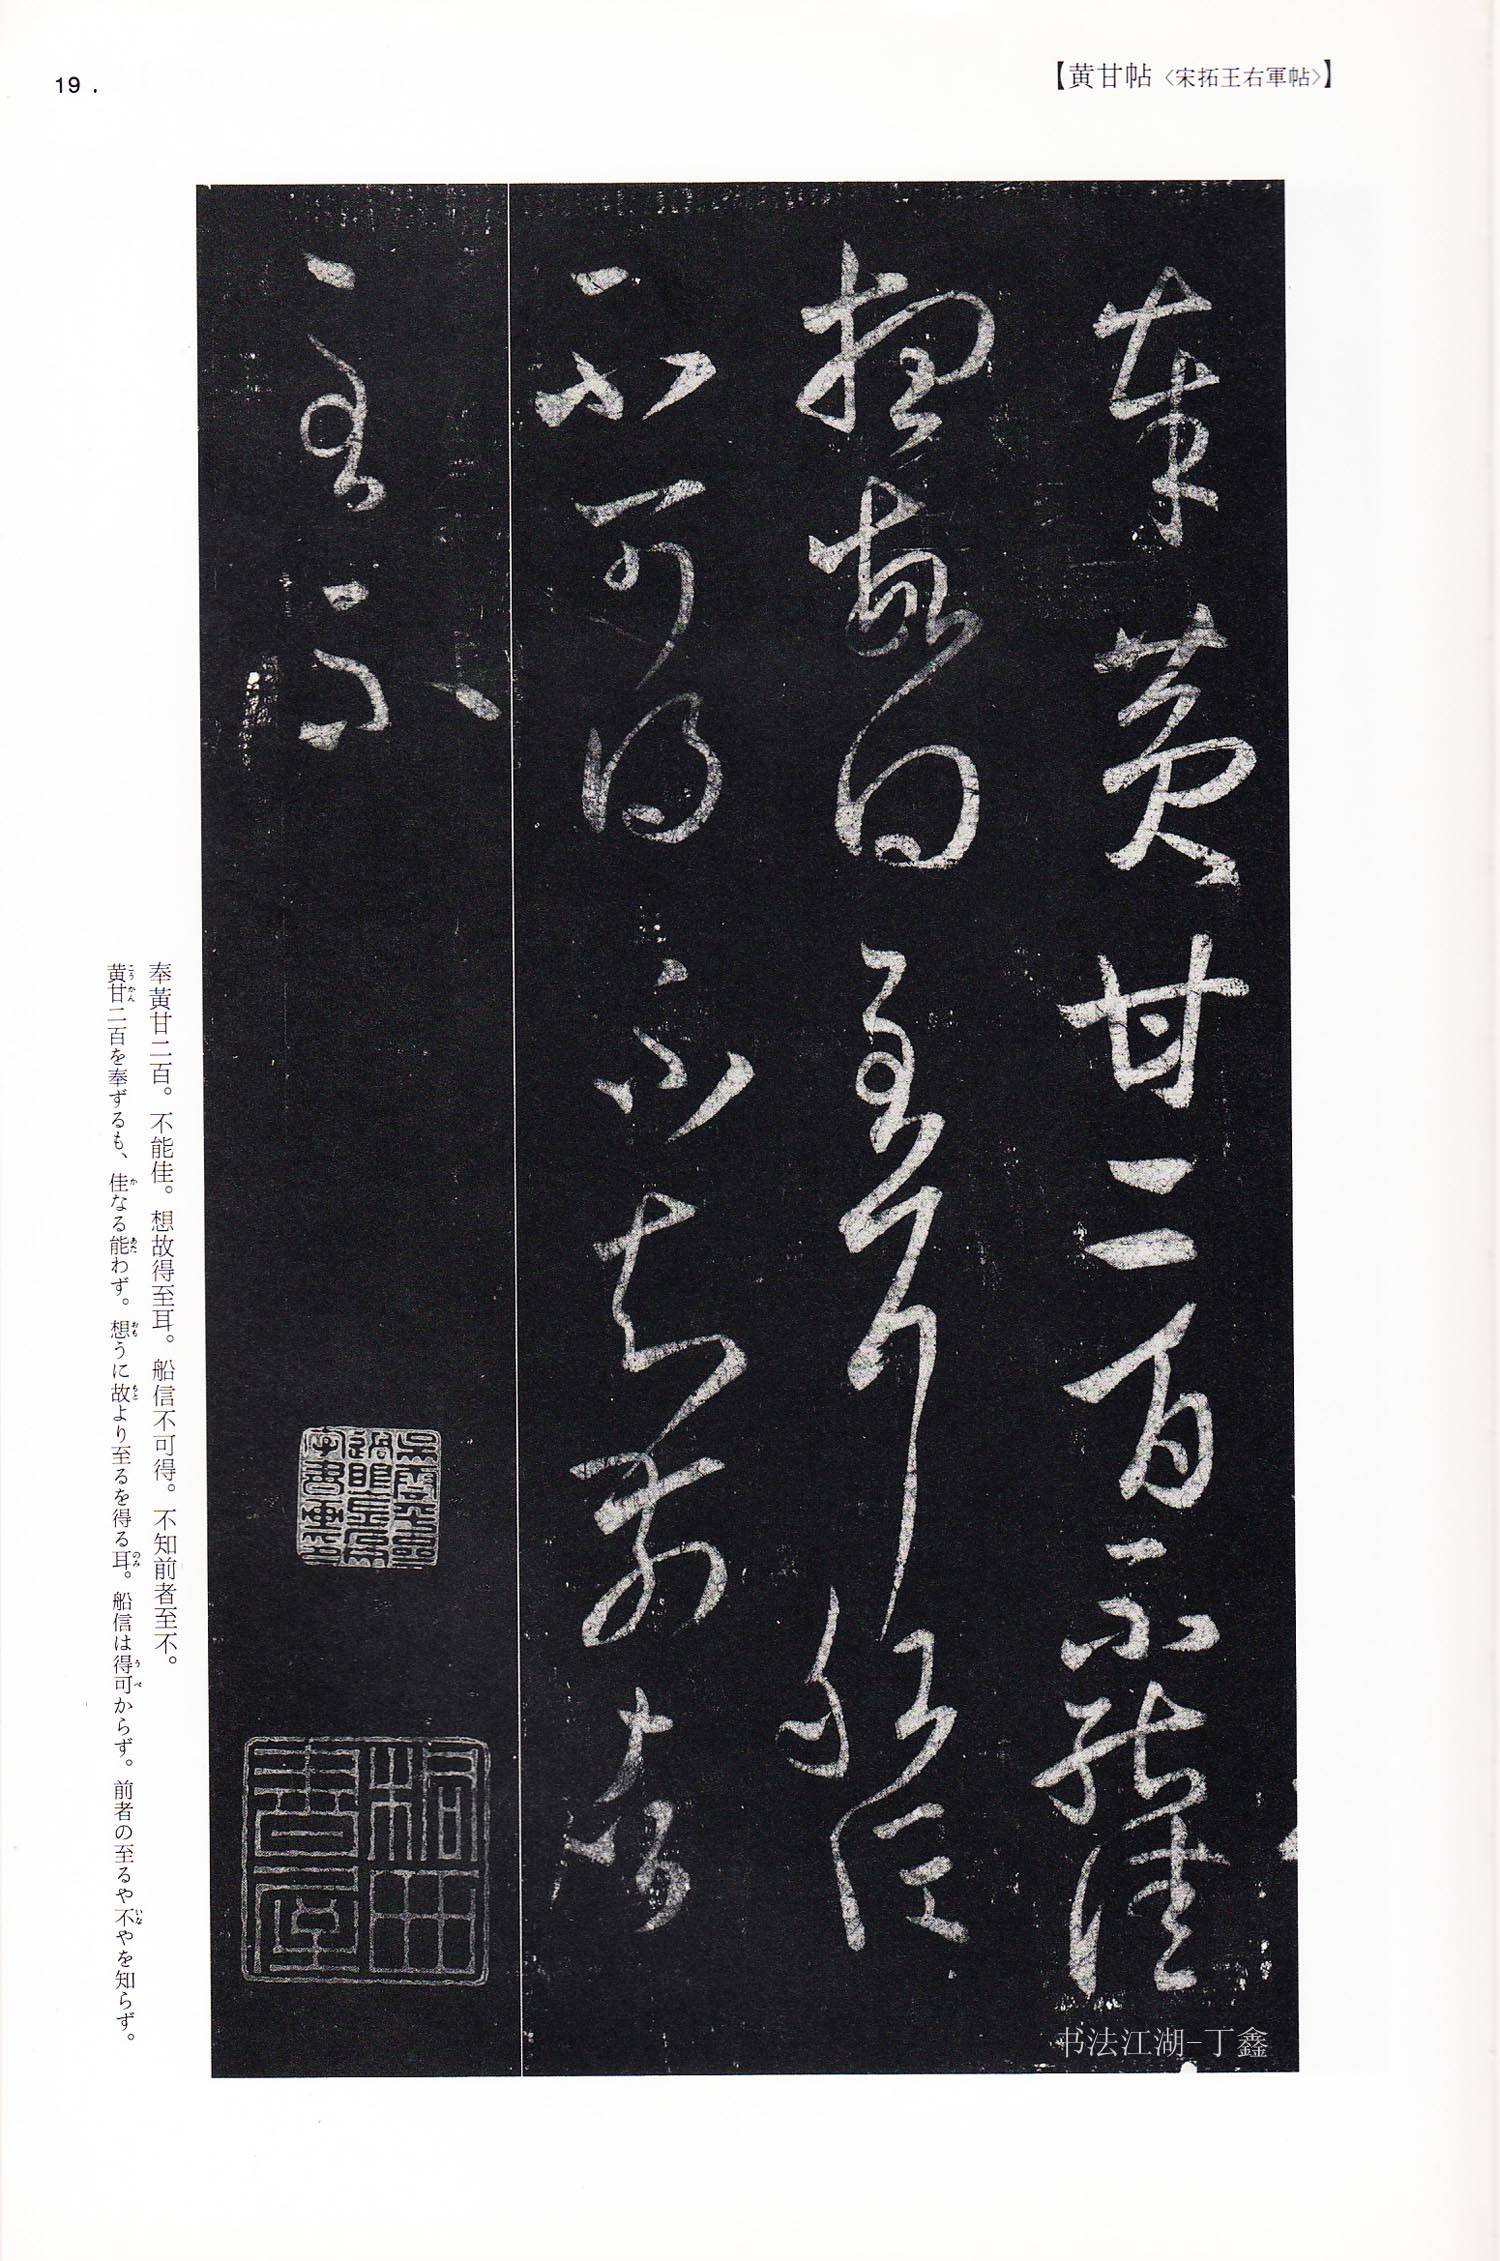 19.
【黄甘帖〈宋拓王右軍帖〉】
奉黃甘二百不能佳
想故得至耳船信
不可得不知前者
至不
桐
書堂
书法江湖-丁鑫
奉黃甘二百。不能佳。想故得至耳。船信不可得。不知前者至不。
黄甘二百を奉ずるも、佳なる能わず。想うに故より至るを得る耳。船信は得可からず。前者の至るや不やを知らず。